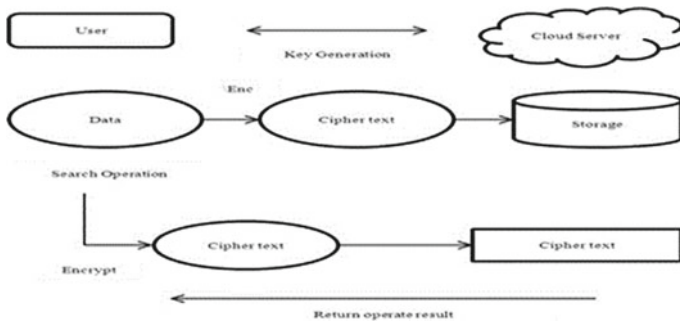 User
Cloud Server
Key Generation
Enc
Data
Cipher text
Storage
Search Operation
Cipher text
Cipher text
Encrypt
Return operate result